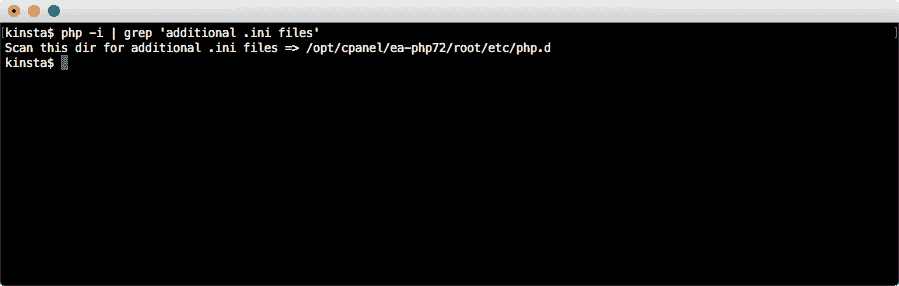 [kinsta$ php -i | grep 'additional .ini files' ]
Scan this dir for additional .ini files => /opt/cpanel/ea-php72/root/etc/php.d
kinsta$